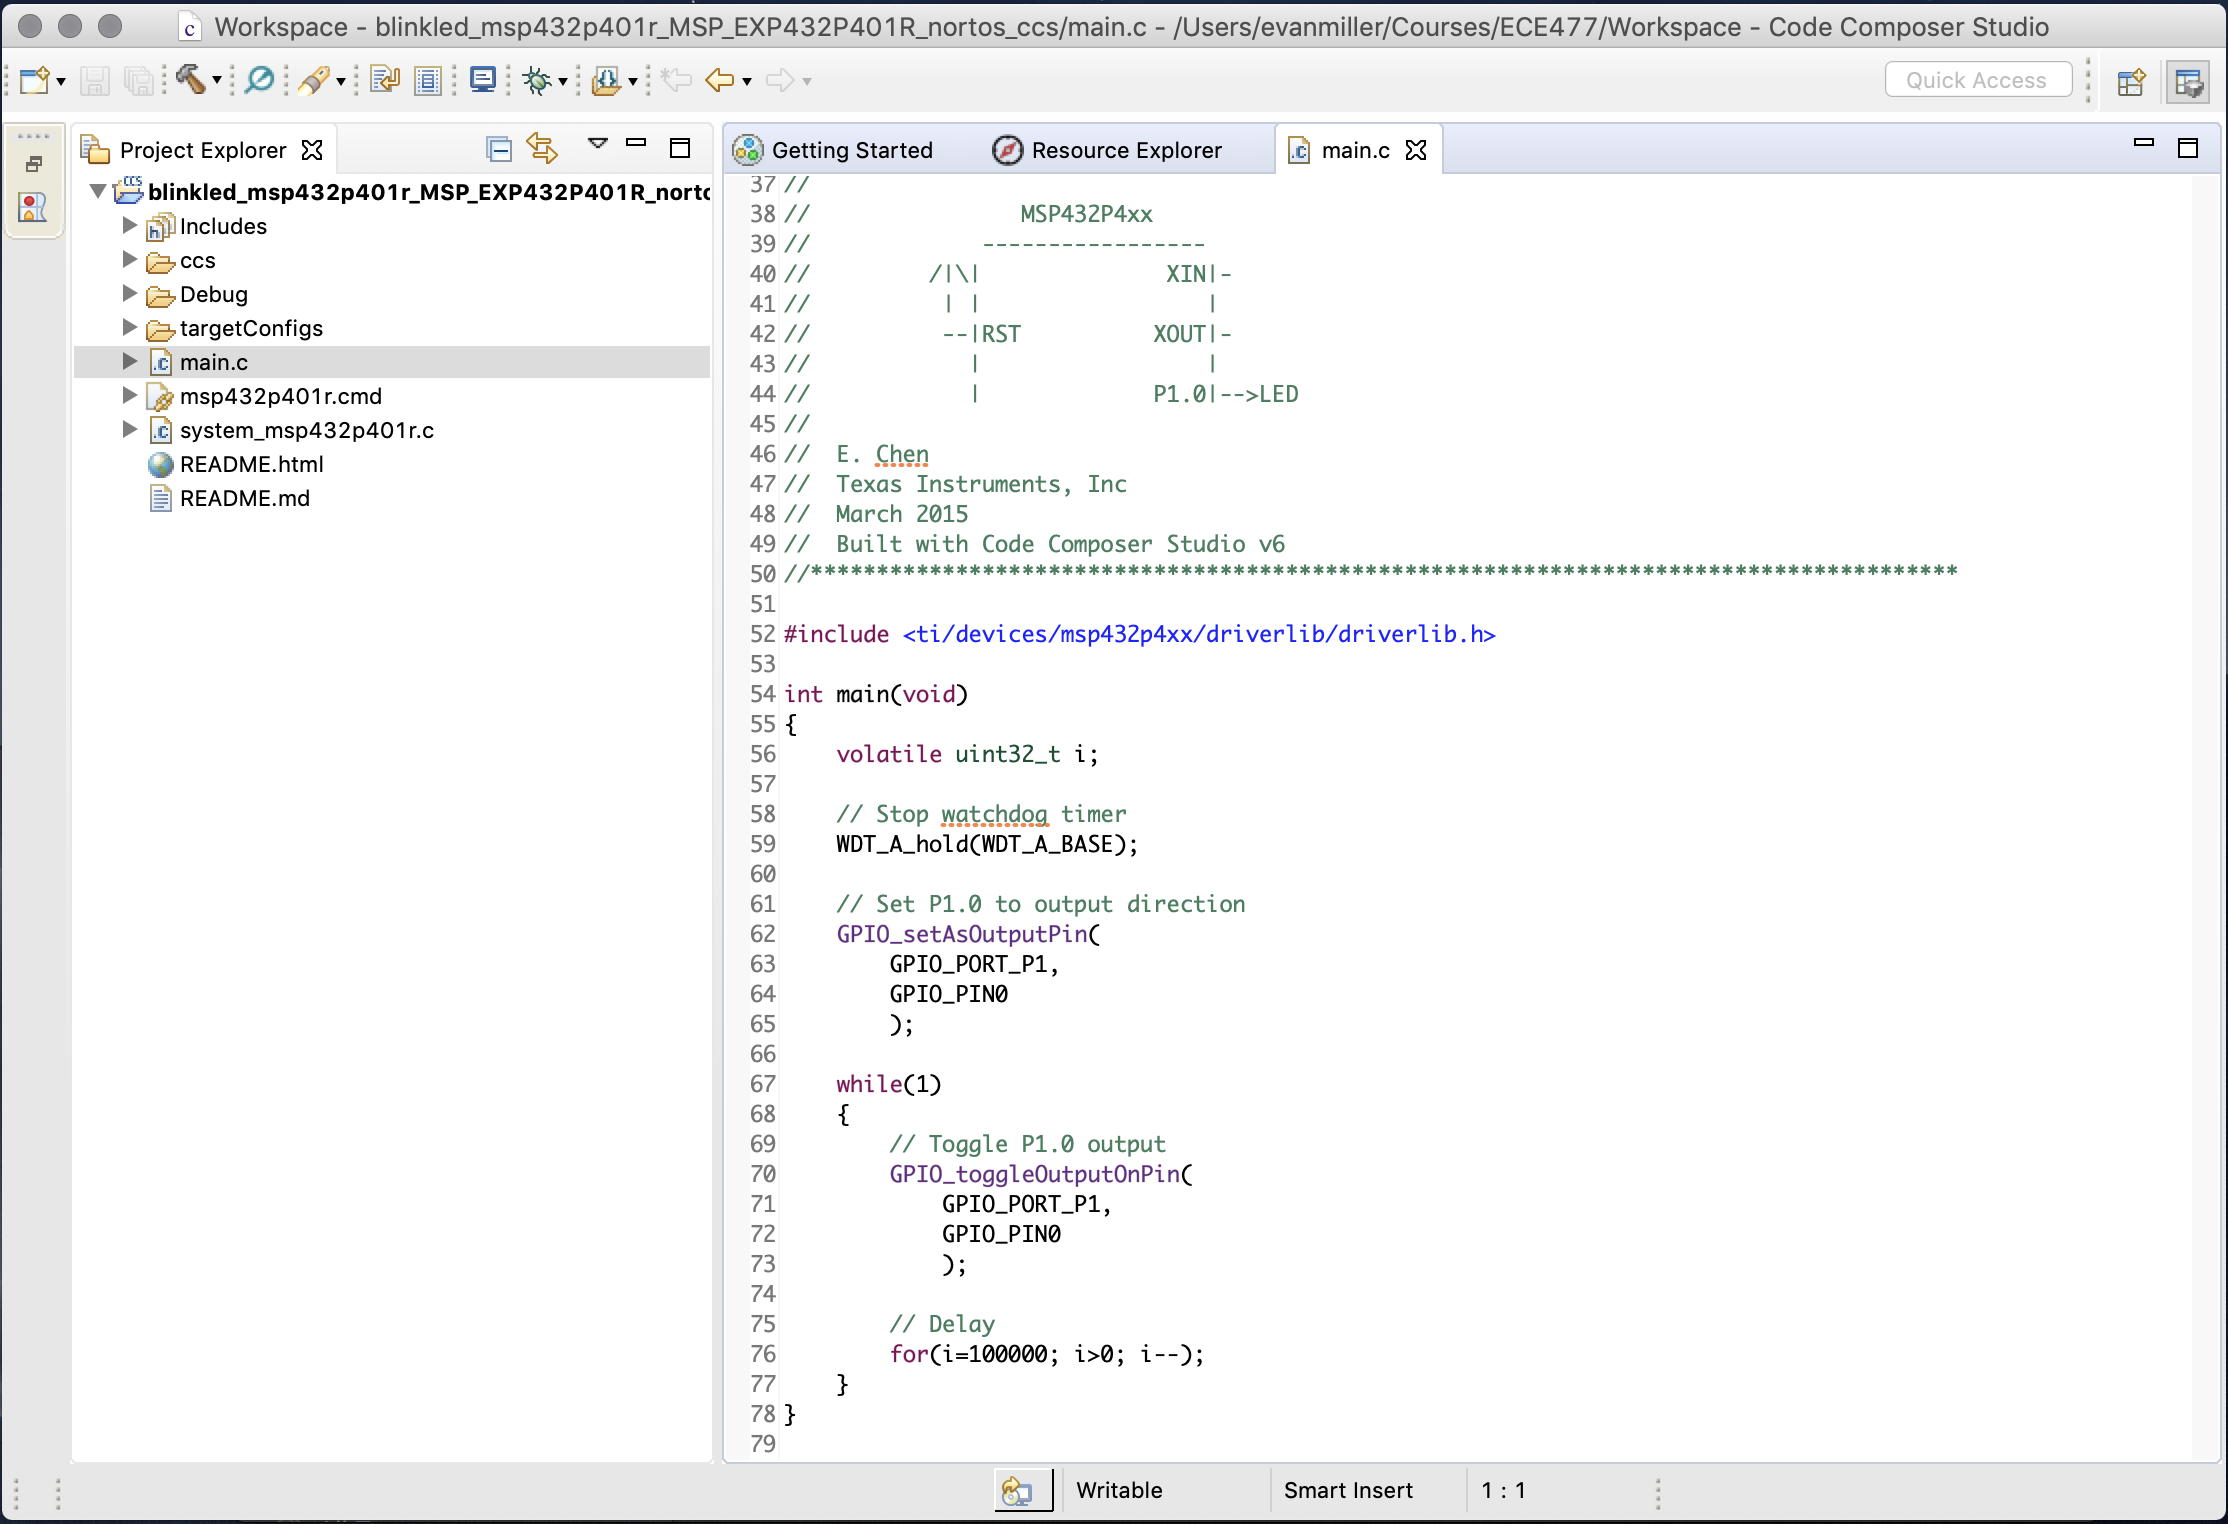 Workspace - blinkled_msp432p401r_MSP_EXP432P401R_nortos_ccs/main.c - /Users/evanmiller/Courses/ECE477/Workspace - Code Composer Studio
Quick Access
Project Explorer
Getting Started
Resource Explorer
main.c
blinkled_msp432p401r_MSP_EXP432P401R_norto
Includes
ccs
Debug
targetConfigs
main.c
msp432p401r.cmd
system_msp432p401r.c
README.html
README.md
37 //
38 //                MSP432P4xx
39 //             -----------------
40 //         /|\|              XIN|-
41 //          | |                 |
42 //          --|RST          XOUT|-
43 //            |                 |
44 //            |             P1.0|-->LED
45 //
46 //  E. Chen
47 //  Texas Instruments, Inc
48 //  March 2015
49 //  Built with Code Composer Studio v6
50 //***************************************************************************************
51
52 #include <ti/devices/msp432p4xx/driverlib/driverlib.h>
53
54 int main(void)
55 {
56     volatile uint32_t i;
57
58     // Stop watchdog timer
59     WDT_A_hold(WDT_A_BASE);
60
61     // Set P1.0 to output direction
62     GPIO_setAsOutputPin(
63         GPIO_PORT_P1,
64         GPIO_PIN0
65         );
66
67     while(1)
68     {
69         // Toggle P1.0 output
70         GPIO_toggleOutputOnPin(
71             GPIO_PORT_P1,
72             GPIO_PIN0
73             );
74
75         // Delay
76         for(i=100000; i>0; i--);
77     }
78 }
79
Writable
Smart Insert
1 : 1